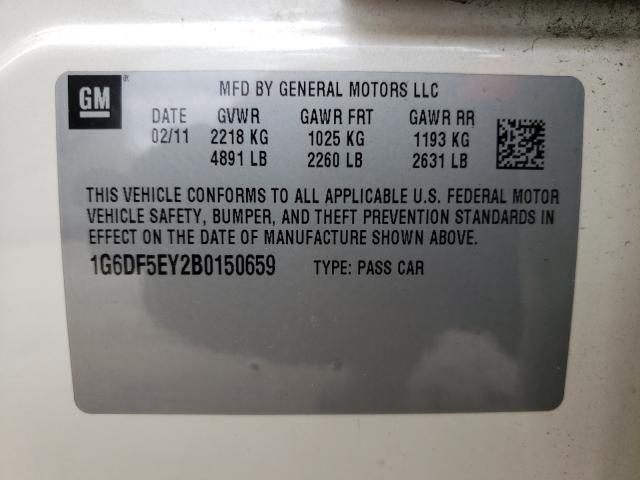 GM ®
MFD BY GENERAL MOTORS LLC
DATE GVWR GAWR FRT GAWR RR
02/11 2218 KG 1025 KG 1193 KG
4891 LB 2260 LB 2631 LB
THIS VEHICLE CONFORMS TO ALL APPLICABLE U.S. FEDERAL MOTOR
VEHICLE SAFETY, BUMPER, AND THEFT PREVENTION STANDARDS IN
EFFECT ON THE DATE OF MANUFACTURE SHOWN ABOVE.
1G6DF5EY2B0150659 TYPE: PASS CAR